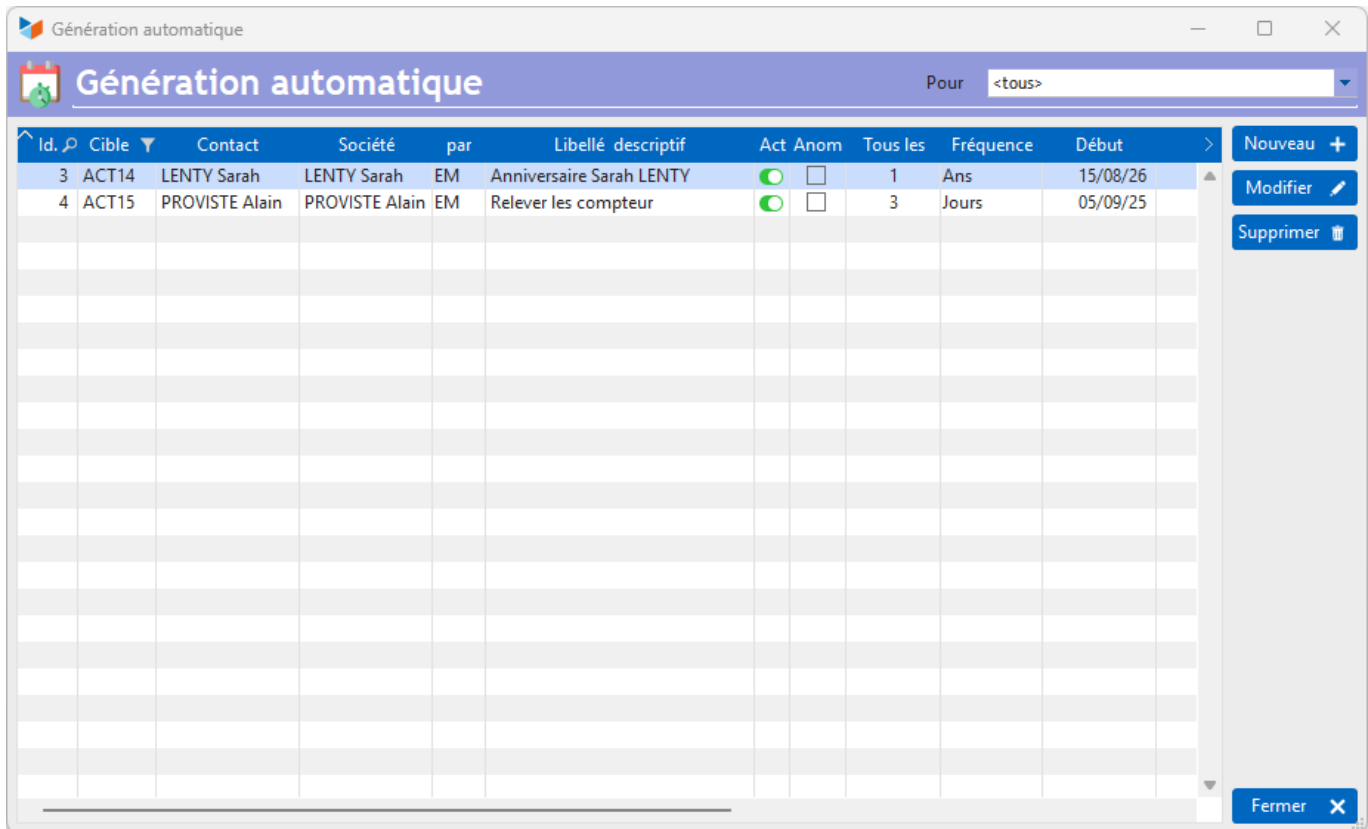 Génération automatique
Génération automatique
Pour <tous>
Id. Cible Contact Société par Libellé descriptif Act Anom Tous les Fréquence Début
3 ACT14 LENTY Sarah LENTY Sarah EM Anniversaire Sarah LENTY 1 Ans 15/08/26
4 ACT15 PROVISTE Alain PROVISTE Alain EM Relever les compteur 3 Jours 05/09/25
Nouveau
Modifier
Supprimer
Fermer